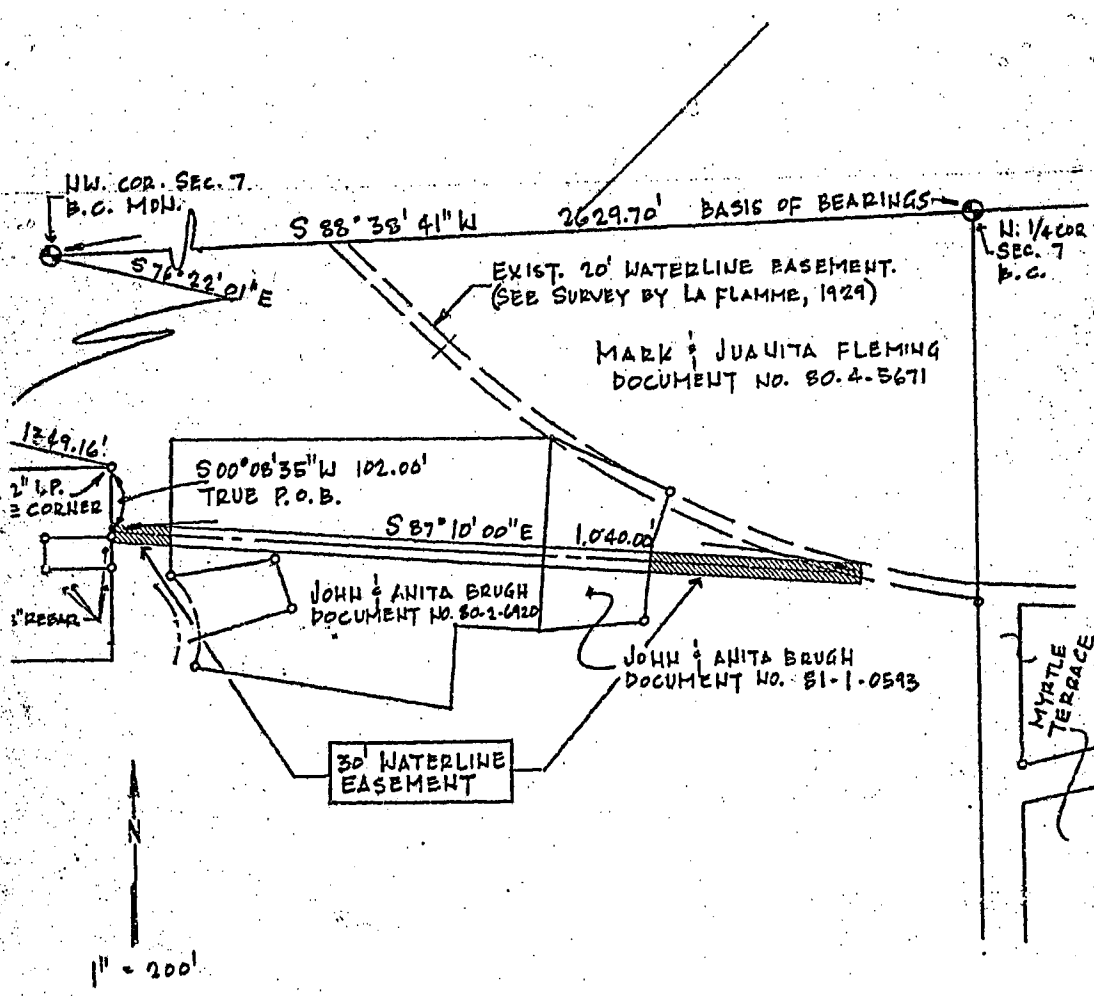 NW. COR. SEC. 7
B.C. MON.
S 88° 38' 41" W
2629.70'
BASIS OF BEARINGS
N. 1/4 COR
SEC. 7
B.C.
S 76° 22' 01" E
EXIST. 20' WATERLINE EASEMENT.
(SEE SURVEY BY LA FLAMME, 1929)
MARK & JUANITA FLEMING
DOCUMENT NO. 80-4-5671
1349.16'
2" I.P.
CORNER
S 00° 08' 35" W 102.00'
TRUE P.O.B.
S 87° 10' 00" E
1,040.00'
JOHN & ANITA BRUGH
DOCUMENT NO. 80-2-6920
" REBAR
JOHN & ANITA BRUGH
DOCUMENT NO. 81-1-0593
MYRTLE
TERRACE
30' WATERLINE
EASEMENT
N
1" = 200'